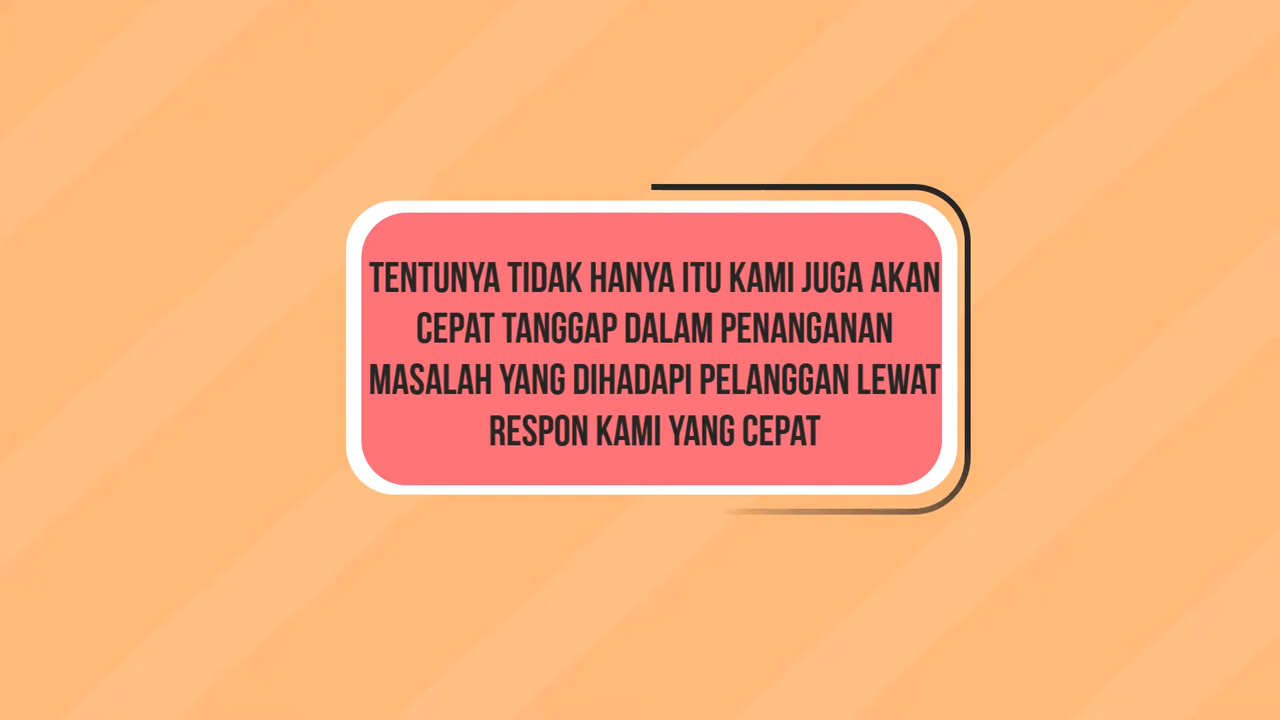 TENTUNYA TIDAK HANYA ITU KAMI JUGA AKAN
CEPAT TANGGAP DALAM PENANGANAN
MASALAH YANG DIHADAPI PELANGGAN LEWAT
RESPON KAMI YANG CEPAT